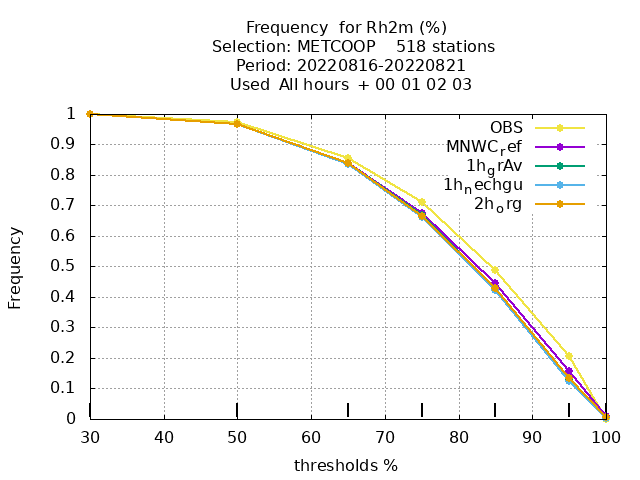 Frequency for Rh2m (%)
Selection: METCOOP 518 stations
Period: 20220816-20220821
Used All hours + 00 01 02 03
1
0.9
0.8
0.7
0.6
0.5
0.4
0.3
0.2
0.1
0
Frequency
OBS
MNWC_ref
1h_grAv
1h_nechgu
2h_org
30 40 50 60 70 80 90 100
thresholds %